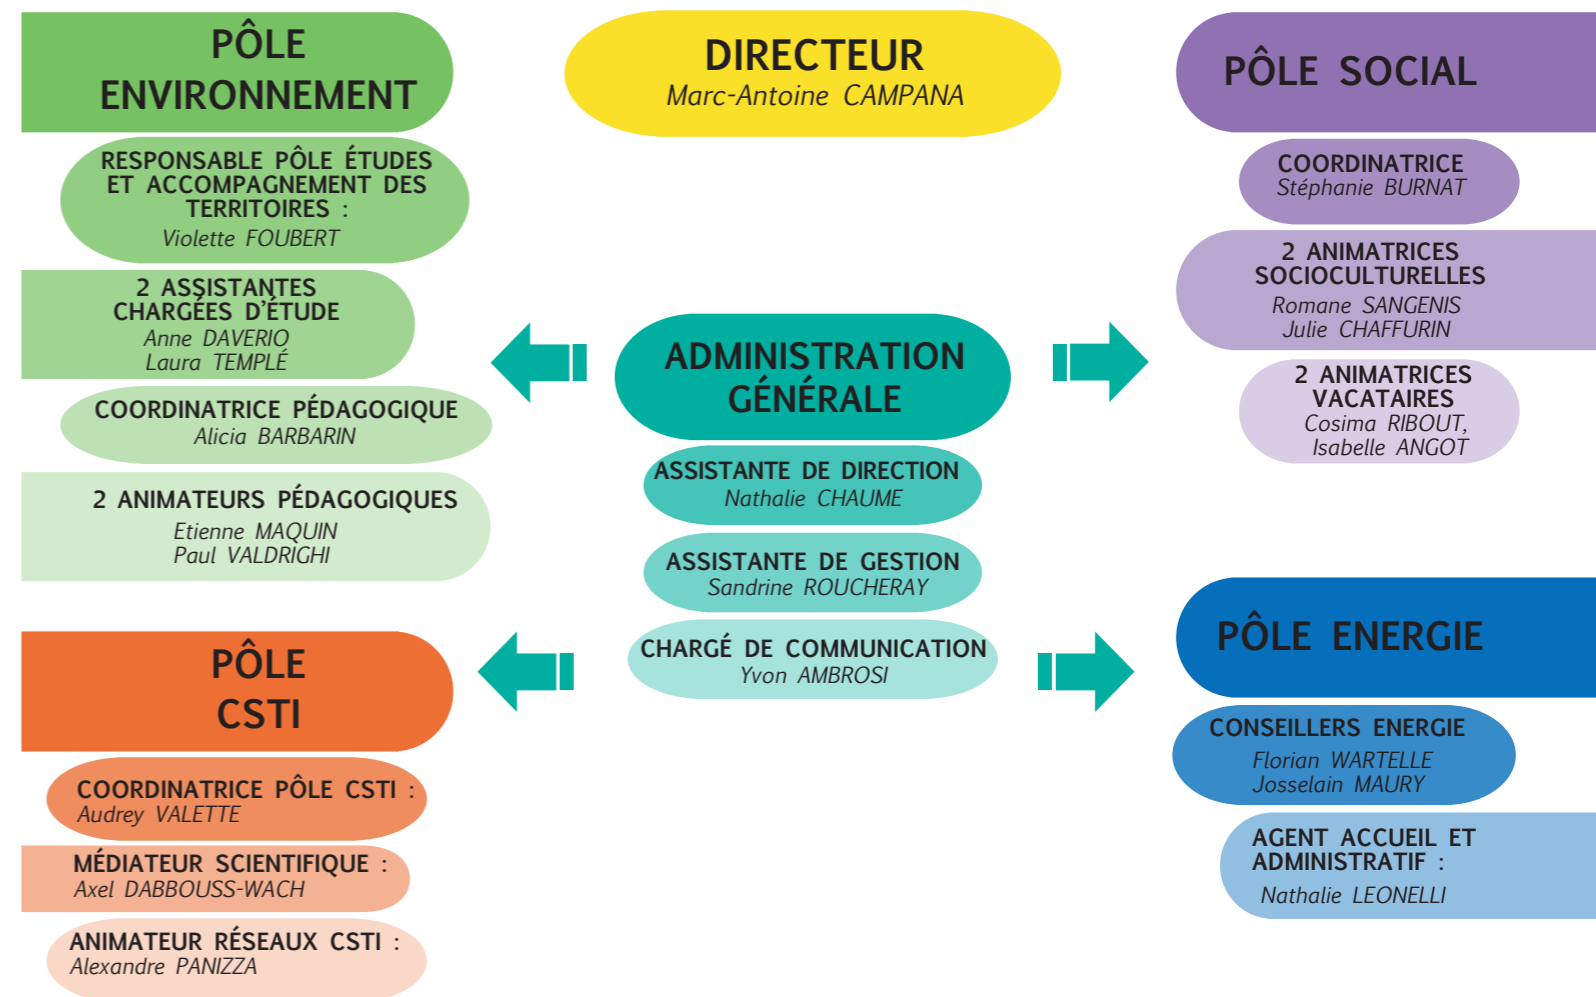 PÔLE
ENVIRONNEMENT
RESPONSABLE PÔLE ÉTUDES
ET ACCOMPAGNEMENT DES
TERRITOIRES :
Violette FOUBERT
2 ASSISTANTES
CHARGÉES D'ÉTUDE
Anne DAVERIO
Laura TEMPLÉ
COORDINATRICE PÉDAGOGIQUE
Alicia BARBARIN
2 ANIMATEURS PÉDAGOGIQUES
Etienne MAQUIN
Paul VALDRIGHI
PÔLE
CSTI
COORDINATRICE PÔLE CSTI :
Audrey VALETTE
MÉDIATEUR SCIENTIFIQUE :
Axel DABBOUSS-WACH
ANIMATEUR RÉSEAUX CSTI :
Alexandre PANIZZA
DIRECTEUR
Marc-Antoine CAMPANA
ADMINISTRATION
GÉNÉRALE
ASSISTANTE DE DIRECTION
Nathalie CHAUME
ASSISTANTE DE GESTION
Sandrine ROUCHERAY
CHARGÉ DE COMMUNICATION
Yvon AMBROSI
PÔLE SOCIAL
COORDINATRICE
Stéphanie BURNAT
2 ANIMATRICES
SOCIOCULTURELLES
Romane SANGENIS
Julie CHAFFURIN
2 ANIMATRICES
VACATAIRES
Cosima RIBOUT,
Isabelle ANGOT
PÔLE ENERGIE
CONSEILLERS ENERGIE
Florian WARTELLE
Josselain MAURY
AGENT ACCUEIL ET
ADMINISTRATIF :
Nathalie LEONELLI